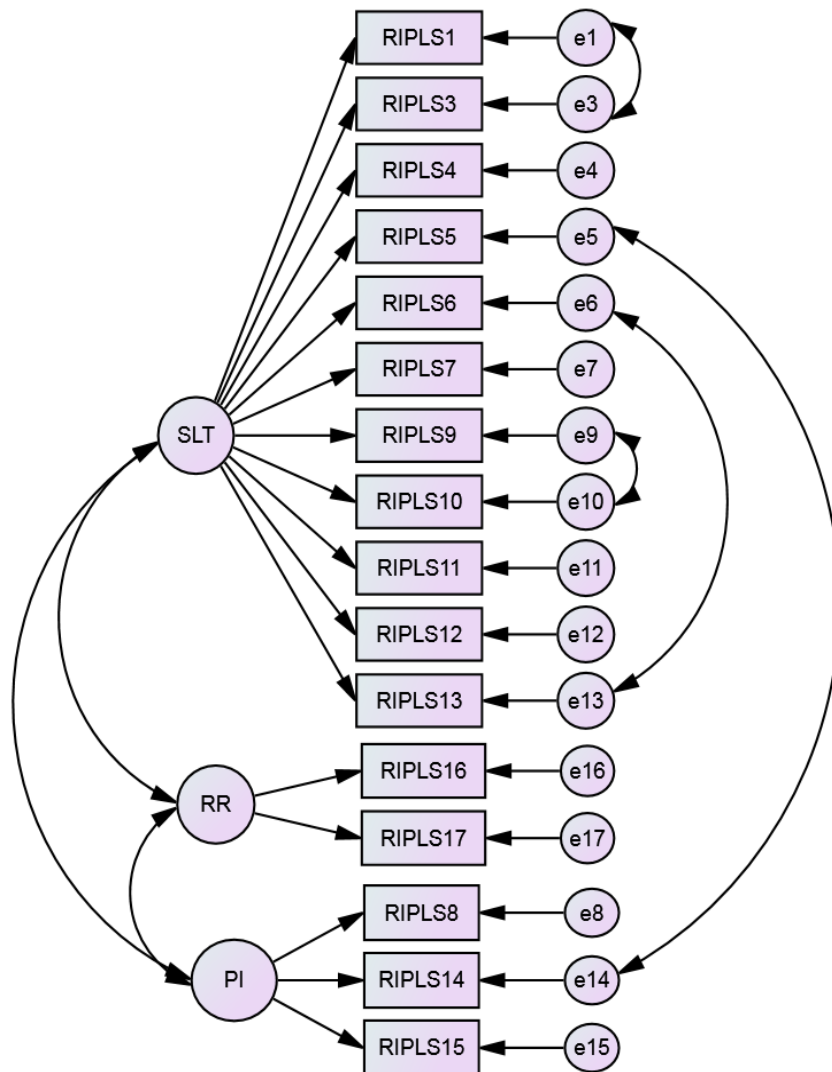 RIPLS1 e1
RIPLS3 e3
RIPLS4 e4
RIPLS5 e5
RIPLS6 e6
RIPLS7 e7
SLT RIPLS9 e9
RIPLS10 e10
RIPLS11 e11
RIPLS12 e12
RIPLS13 e13
RIPLS16 e16
RR
RIPLS17 e17
RIPLS8 e8
PI RIPLS14 e14
RIPLS15 e15